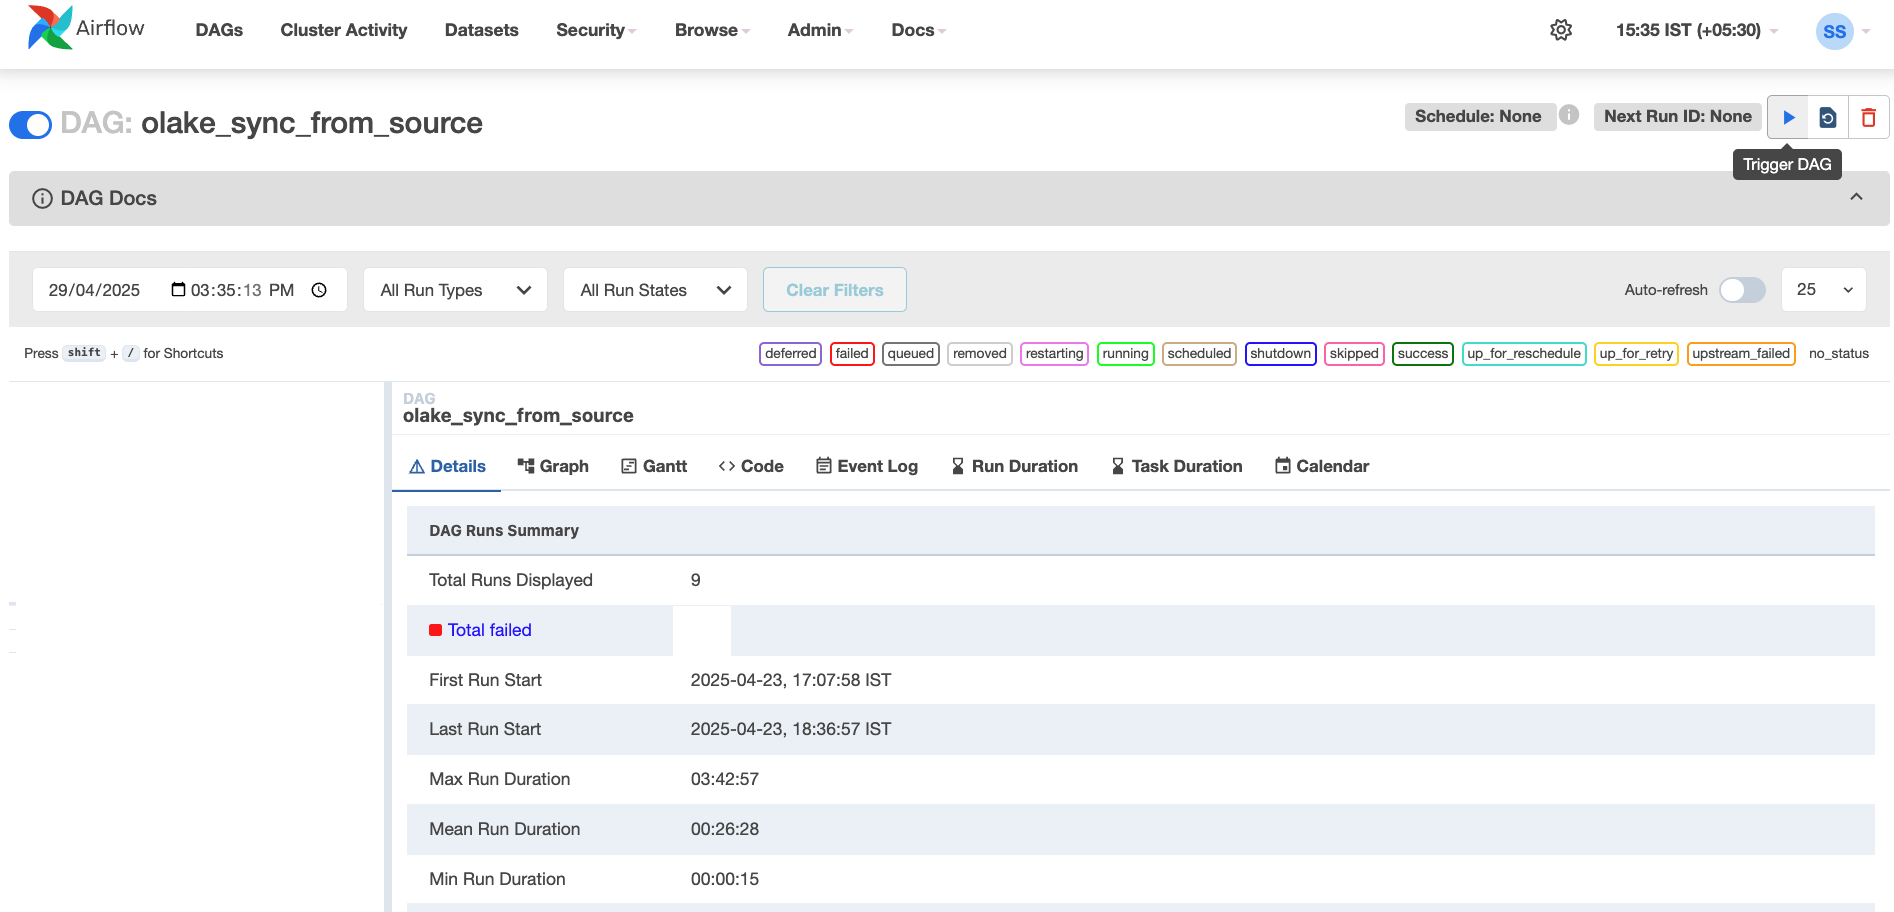 Airflow DAGs Cluster Activity Datasets Security Browse Admin Docs 15:35 IST (+05:30) SS
DAG: olake_sync_from_source Schedule: None Next Run ID: None
Trigger DAG
DAG Docs
29/04/2025 03:35:13 PM All Run Types All Run States Clear Filters Auto-refresh 25
Press shift + / for Shortcuts deferred failed queued removed restarting running scheduled shutdown skipped success up_for_reschedule up_for_retry upstream_failed no_status
DAG
olake_sync_from_source
Details Graph Gantt Code Event Log Run Duration Task Duration Calendar
DAG Runs Summary
Total Runs Displayed 9
Total failed
First Run Start 2025-04-23, 17:07:58 IST
Last Run Start 2025-04-23, 18:36:57 IST
Max Run Duration 03:42:57
Mean Run Duration 00:26:28
Min Run Duration 00:00:15